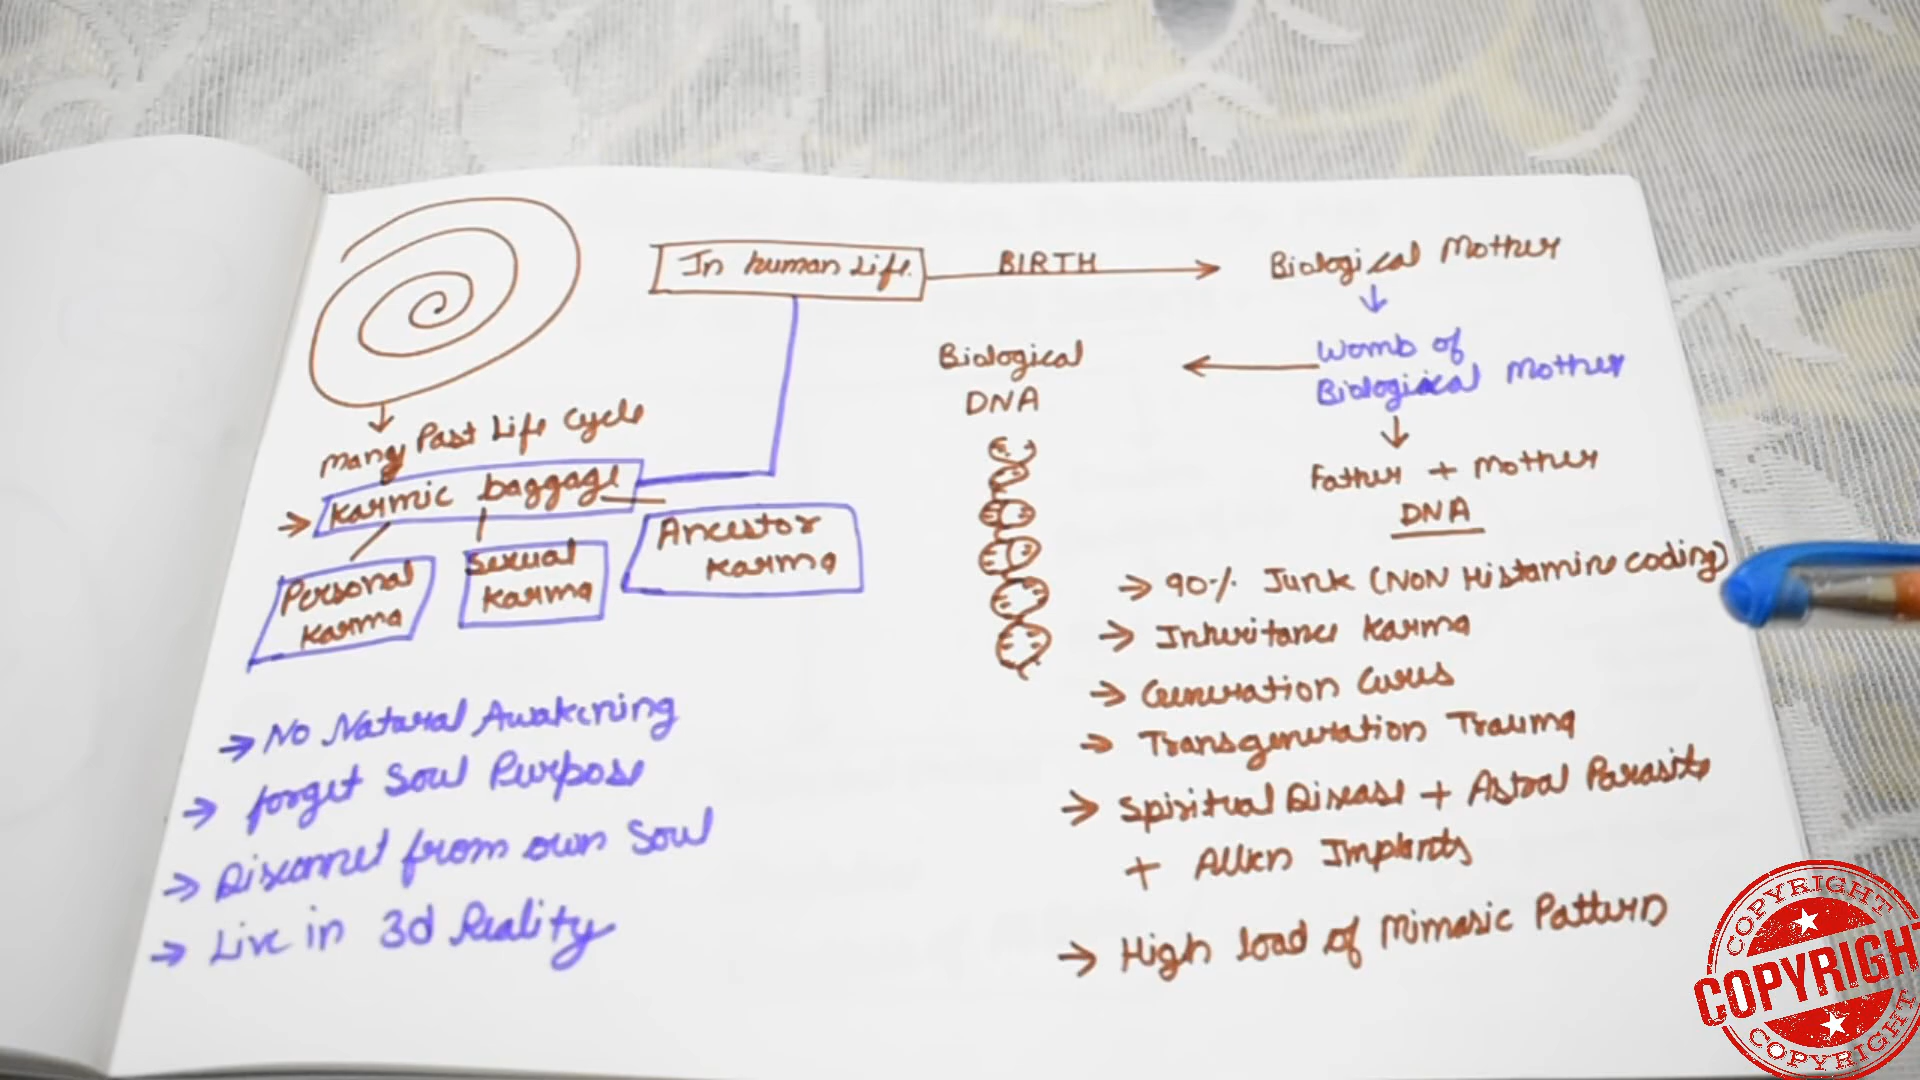 In human Life
BIRTH
Biological Mother
Womb of
Biological Mother
Father + Mother
DNA
Biological
DNA
Many Past Life Cycle
Karmic baggage
Personal
Karma
Sexual
Karma
Ancestor
Karma
→ No Natural Awakening
→ forget Soul Purpose
→ Disconnet from own Soul
→ Live in 3d Reality
→ 90% Junk (NON Histamine coding)
→ Inheritance Karma
→ Generation Cures
→ Transgeneration Trauma
→ Spiritual Disease + Astral Parasite
+ Alien Implants
→ High load of Mimasic Pattern
COPYRIGHT
COPYRIGH
COPYRIGHT